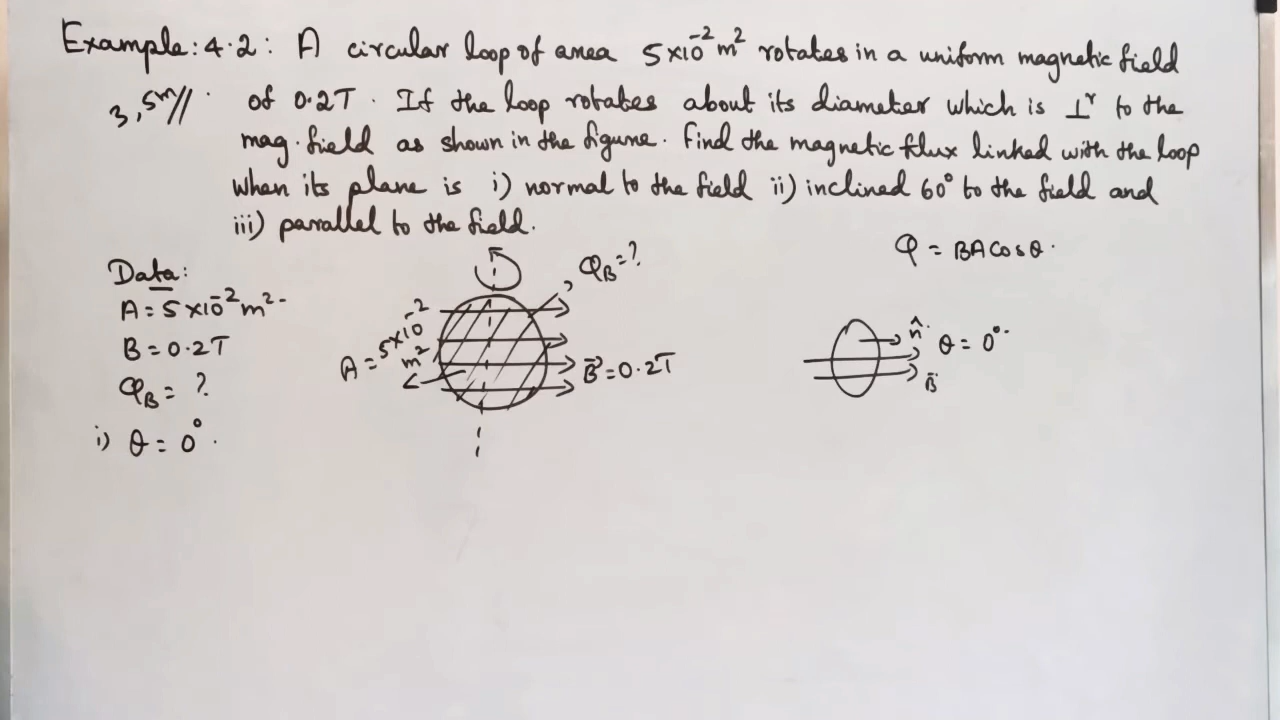 Example: 4.2: A circular loop of area 5×10⁻² m² rotates in a uniform magnetic field
3, 5m// of 0.2T. If the loop rotates about its diameter which is ⊥ʳ to the
mag. field as shown in the figure. Find the magnetic flux linked with the loop
when its plane is i) normal to the field ii) inclined 60° to the field and
iii) parallel to the field.
Data:
A = 5×10⁻² m²
B = 0.2T
φ_B = ?
i) θ = 0°.
φ_B = ?
A = 5×10⁻² m²
B⃗ = 0.2T
φ = BA cos θ.
n̂
θ = 0°.
B⃗